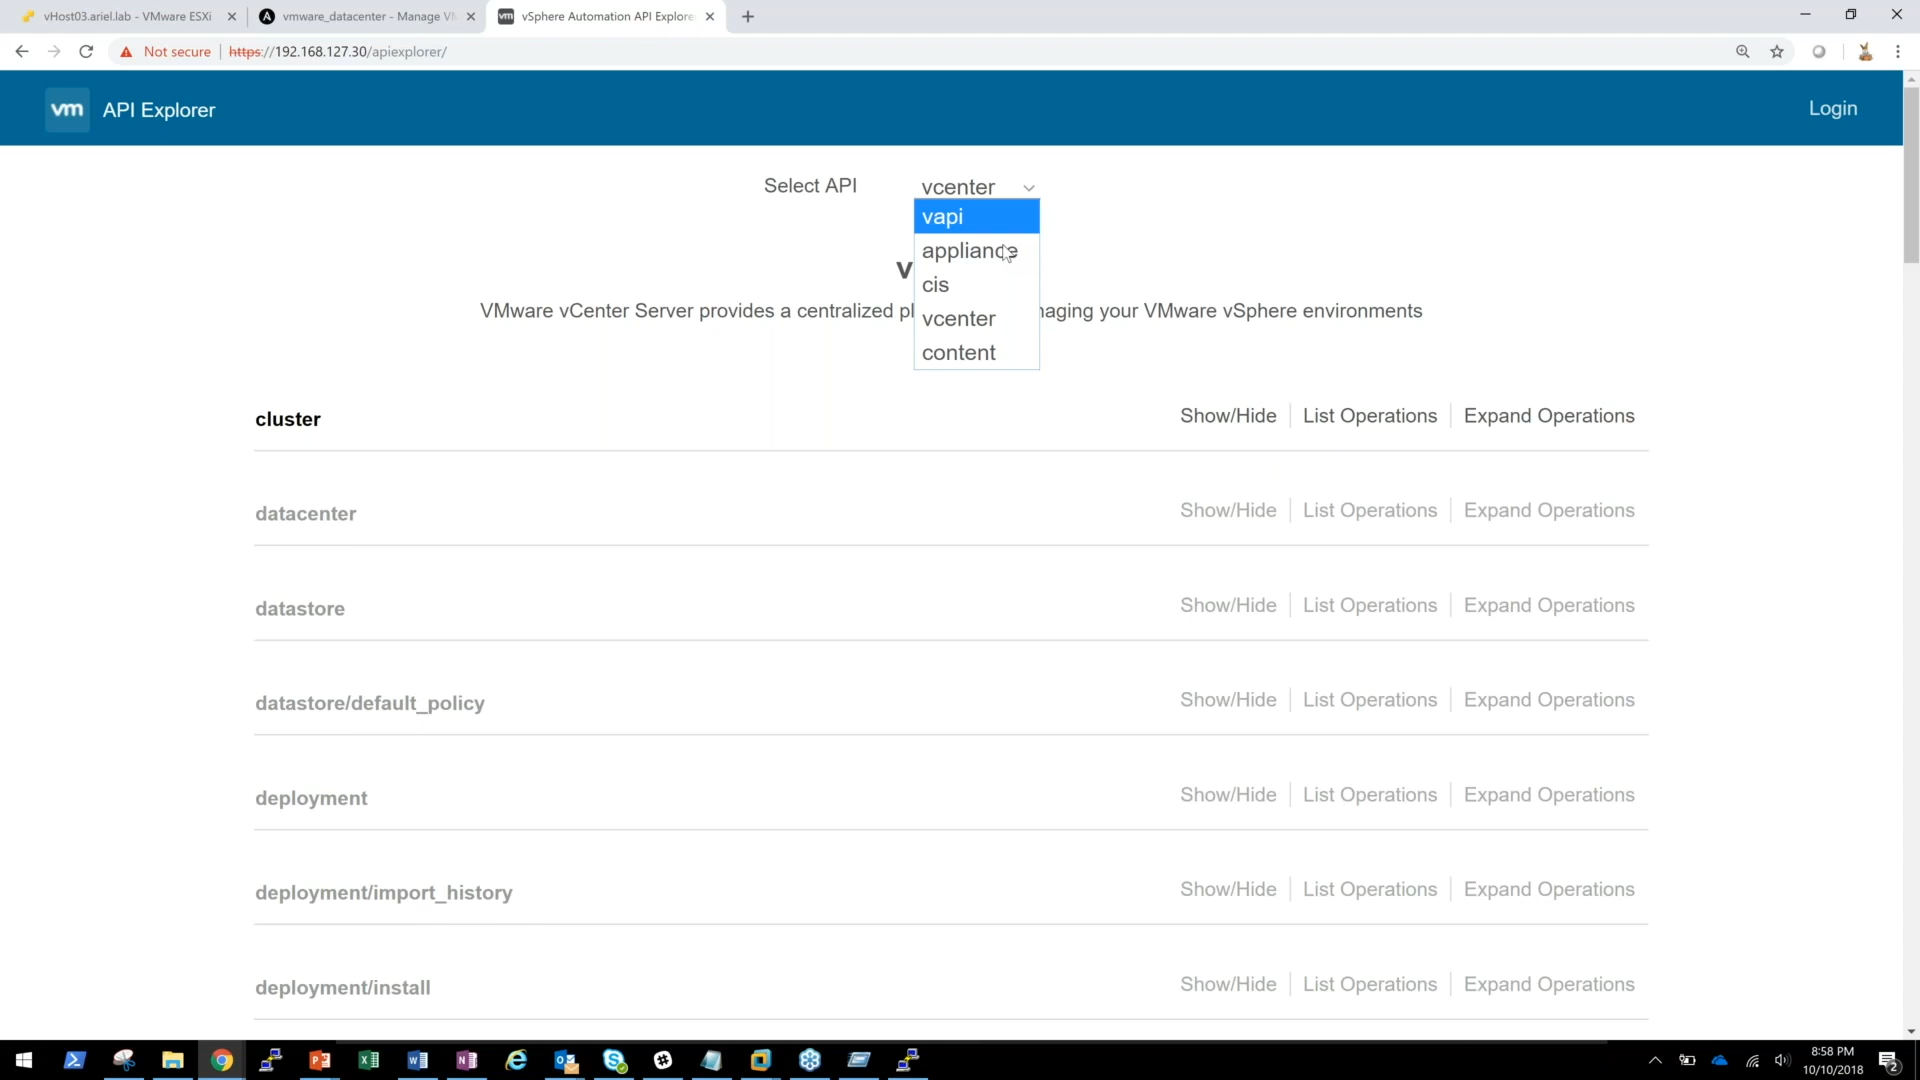 vHost03.ariel.lab - VMware ESXi
vmware_datacenter - Manage VM
vSphere Automation API Explore
Not secure
https://192.168.127.30/apiexplorer/
vm
API Explorer
Login
Select API
vcenter
vapi
appliance
cis
vcenter
content
v
VMware vCenter Server provides a centralized pl
aging your VMware vSphere environments
cluster
Show/Hide
List Operations
Expand Operations
datacenter
Show/Hide
List Operations
Expand Operations
datastore
Show/Hide
List Operations
Expand Operations
datastore/default_policy
Show/Hide
List Operations
Expand Operations
deployment
Show/Hide
List Operations
Expand Operations
deployment/import_history
Show/Hide
List Operations
Expand Operations
deployment/install
Show/Hide
List Operations
Expand Operations
8:58 PM
10/10/2018
2